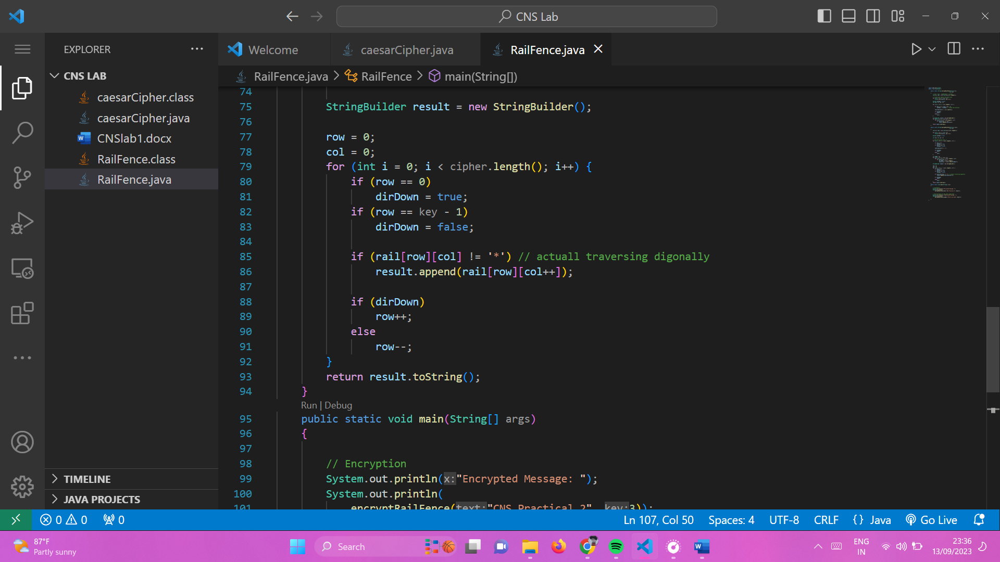 CNS Lab
EXPLORER
Welcome
caesarCipher.java
RailFence.java
RailFence.java > RailFence > main(String[])
CNS LAB
caesarCipher.class
caesarCipher.java
CNSlab1.docx
RailFence.class
RailFence.java
TIMELINE
JAVA PROJECTS
74
75 StringBuilder result = new StringBuilder();
76
77 row = 0;
78 col = 0;
79 for (int i = 0; i < cipher.length(); i++) {
80 if (row == 0)
81 dirDown = true;
82 if (row == key - 1)
83 dirDown = false;
84
85 if (rail[row][col] != '*') // actuall traversing digonally
86 result.append(rail[row][col++]);
87
88 if (dirDown)
89 row++;
90 else
91 row--;
92 }
93 return result.toString();
94 }
Run | Debug
95 public static void main(String[] args)
96 {
97
98 // Encryption
99 System.out.println(x:"Encrypted Message: ");
100 System.out.println(
101 encryptRailFence(text:"CNS Practical 2", key:3));
0 0 0
Ln 107, Col 50 Spaces: 4 UTF-8 CRLF {} Java Go Live
87°F
Partly sunny
Search
ENG
IN
23:36
13/09/2023